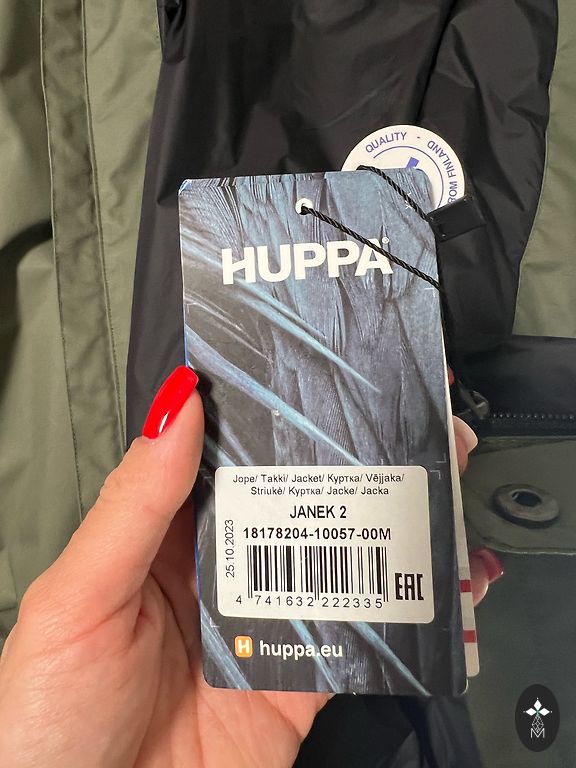 QUALITY - FROM FINLAND
HUPPA®
Jope/ Takki/ Jacket/ Куртка/ Vējjaka/
Striukė/ Куртка/ Jacke/ Jacka
JANEK 2
18178204-10057-00M
25.10.2023
4 741632 222335
EAC
H huppa.eu
M